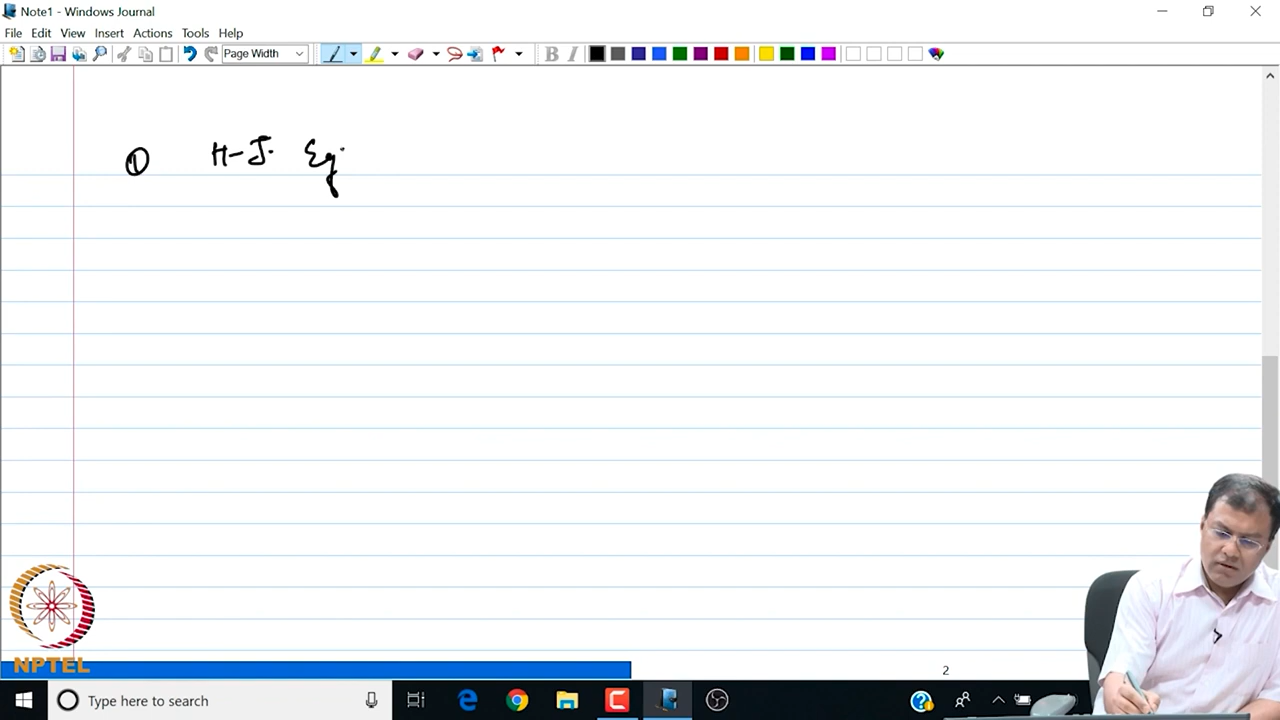 Note1 - Windows Journal
File Edit View Insert Actions Tools Help
Page Width B I
① H-J. Eq.
NPTEL
2
Type here to search